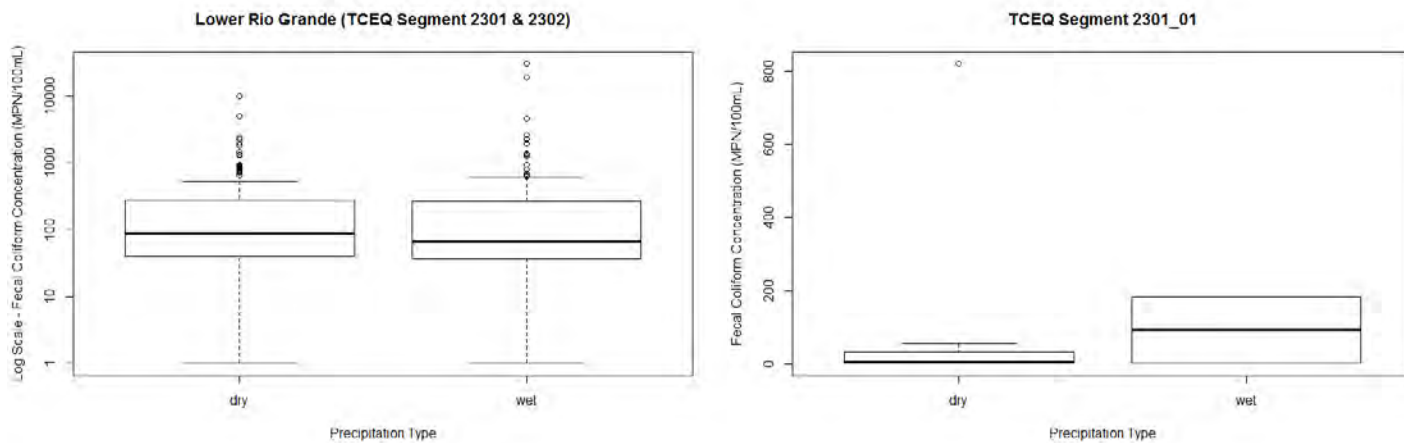 Lower Rio Grande (TCEQ Segment 2301 & 2302)
Log Scale - Fecal Coliform Concentration (MPN/100mL)
10000
1000
100
10
1
dry
wet
Precipitation Type
TCEQ Segment 2301_01
Fecal Coliform Concentration (MPN/100mL)
800
600
400
200
0
dry
wet
Precipitation Type